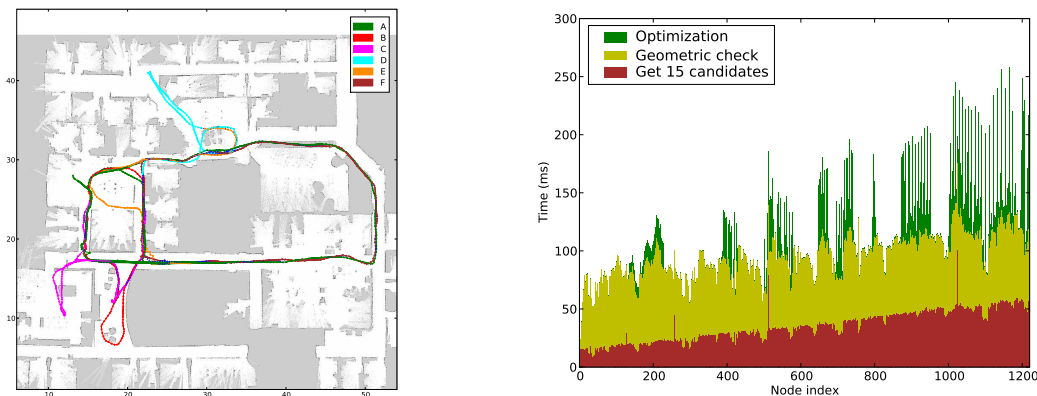 A
B
C
D
E
F
40
30
20
10
10
20
30
40
50
300
250
200
150
100
50
0
Time (ms)
Optimization
Geometric check
Get 15 candidates
0
200
400
600
800
1000
1200
Node index